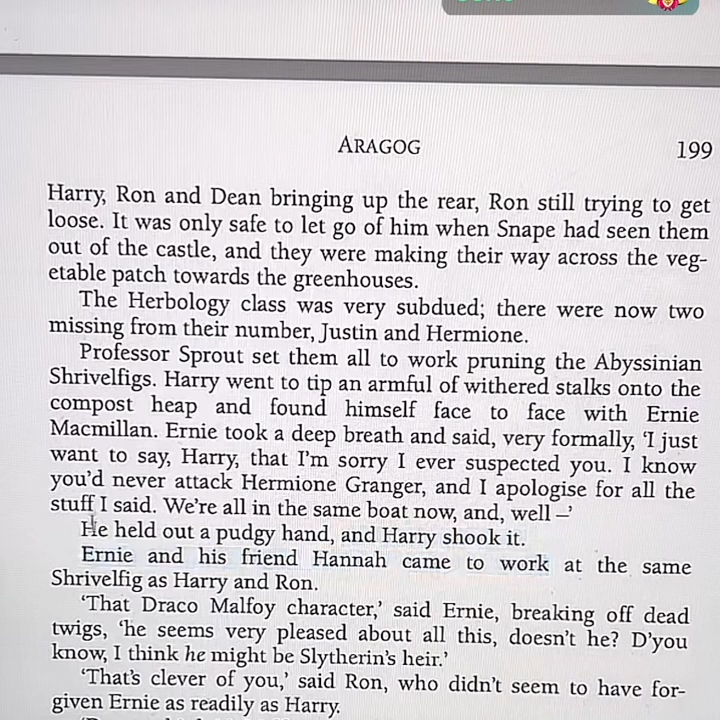 ARAGOG 199
Harry, Ron and Dean bringing up the rear, Ron still trying to get
loose. It was only safe to let go of him when Snape had seen them
out of the castle, and they were making their way across the veg-
etable patch towards the greenhouses.
The Herbology class was very subdued; there were now two
missing from their number, Justin and Hermione.
Professor Sprout set them all to work pruning the Abyssinian
Shrivelfigs. Harry went to tip an armful of withered stalks onto the
compost heap and found himself face to face with Ernie
Macmillan. Ernie took a deep breath and said, very formally, ‘I just
want to say, Harry, that I’m sorry I ever suspected you. I know
you’d never attack Hermione Granger, and I apologise for all the
stuff I said. We’re all in the same boat now, and, well –’
He held out a pudgy hand, and Harry shook it.
Ernie and his friend Hannah came to work at the same
Shrivelfig as Harry and Ron.
‘That Draco Malfoy character,’ said Ernie, breaking off dead
twigs, ‘he seems very pleased about all this, doesn’t he? D’you
know, I think he might be Slytherin’s heir.’
‘That’s clever of you,’ said Ron, who didn’t seem to have for-
given Ernie as readily as Harry.